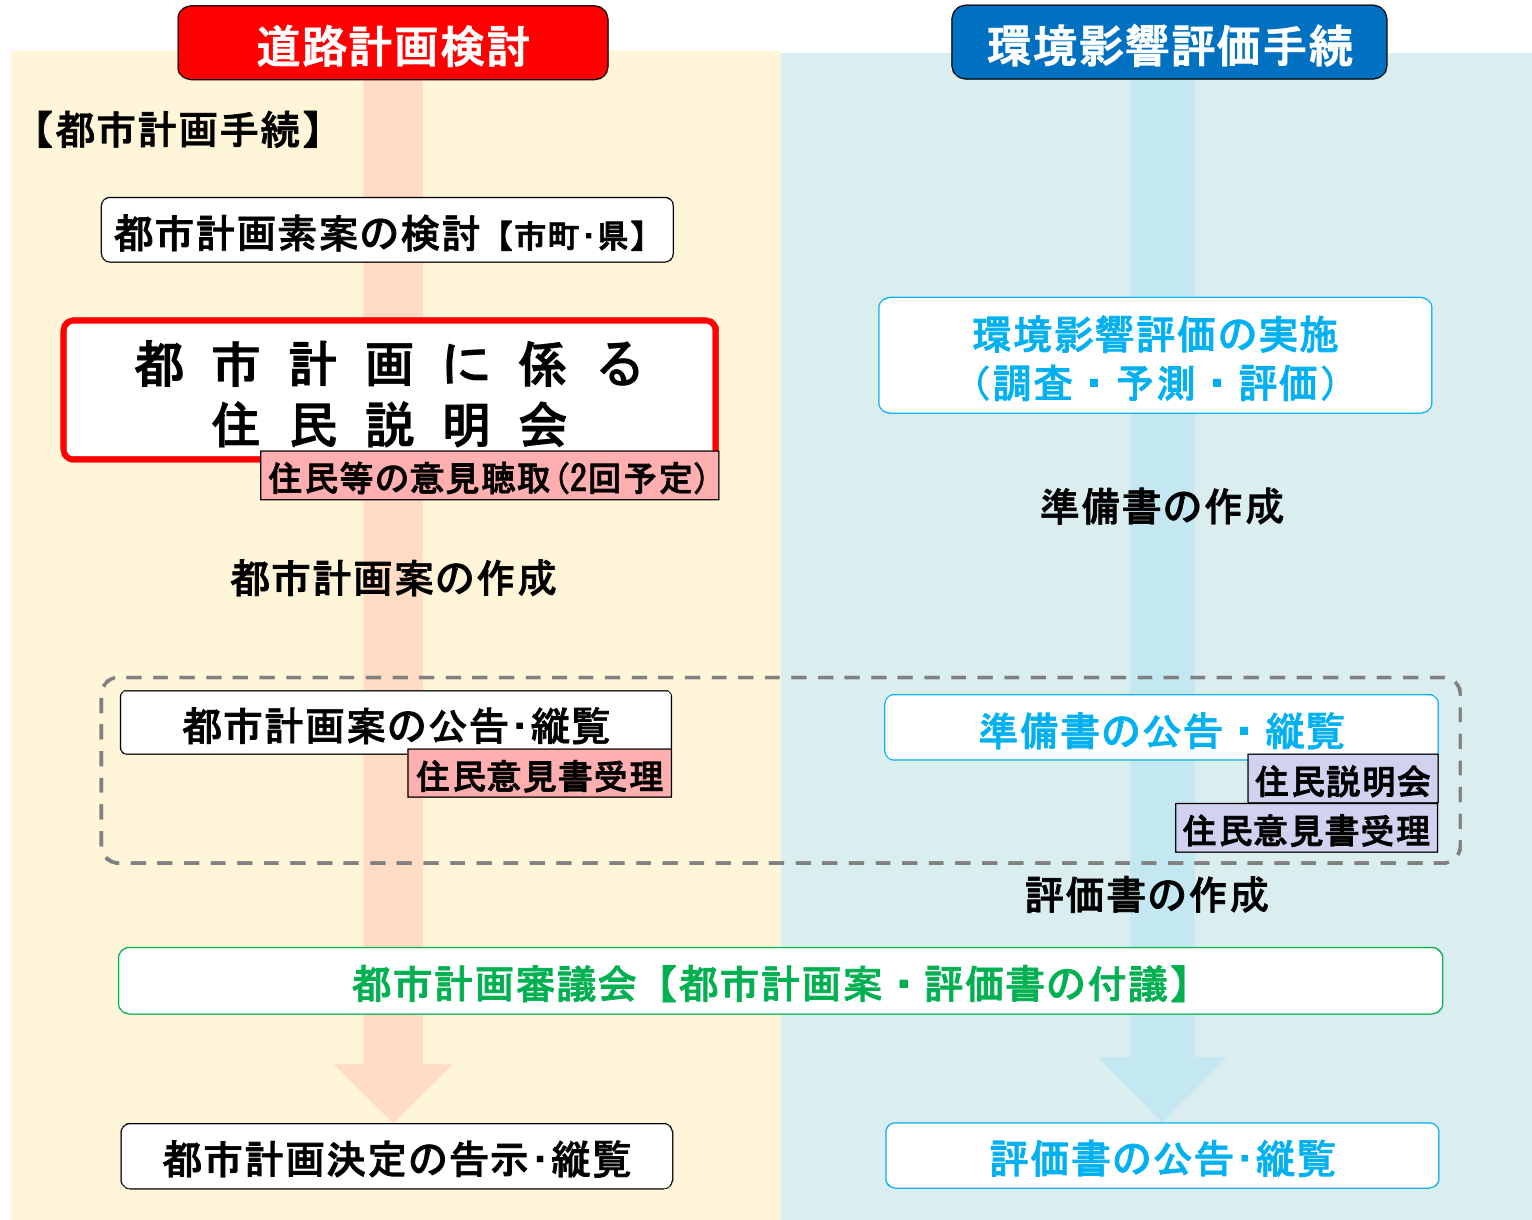 道路計画検討
【都市計画手続】
都市計画素案の検討【市町・県】
都市計画に係る
住民説明会
住民等の意見聴取(2回予定)
都市計画案の作成
都市計画案の公告・縦覧
住民意見書受理
環境影響評価手続
環境影響評価の実施
(調査・予測・評価)
準備書の作成
準備書の公告・縦覧
住民説明会
住民意見書受理
評価書の作成
都市計画審議会【都市計画案・評価書の付議】
都市計画決定の告示・縦覧
評価書の公告・縦覧